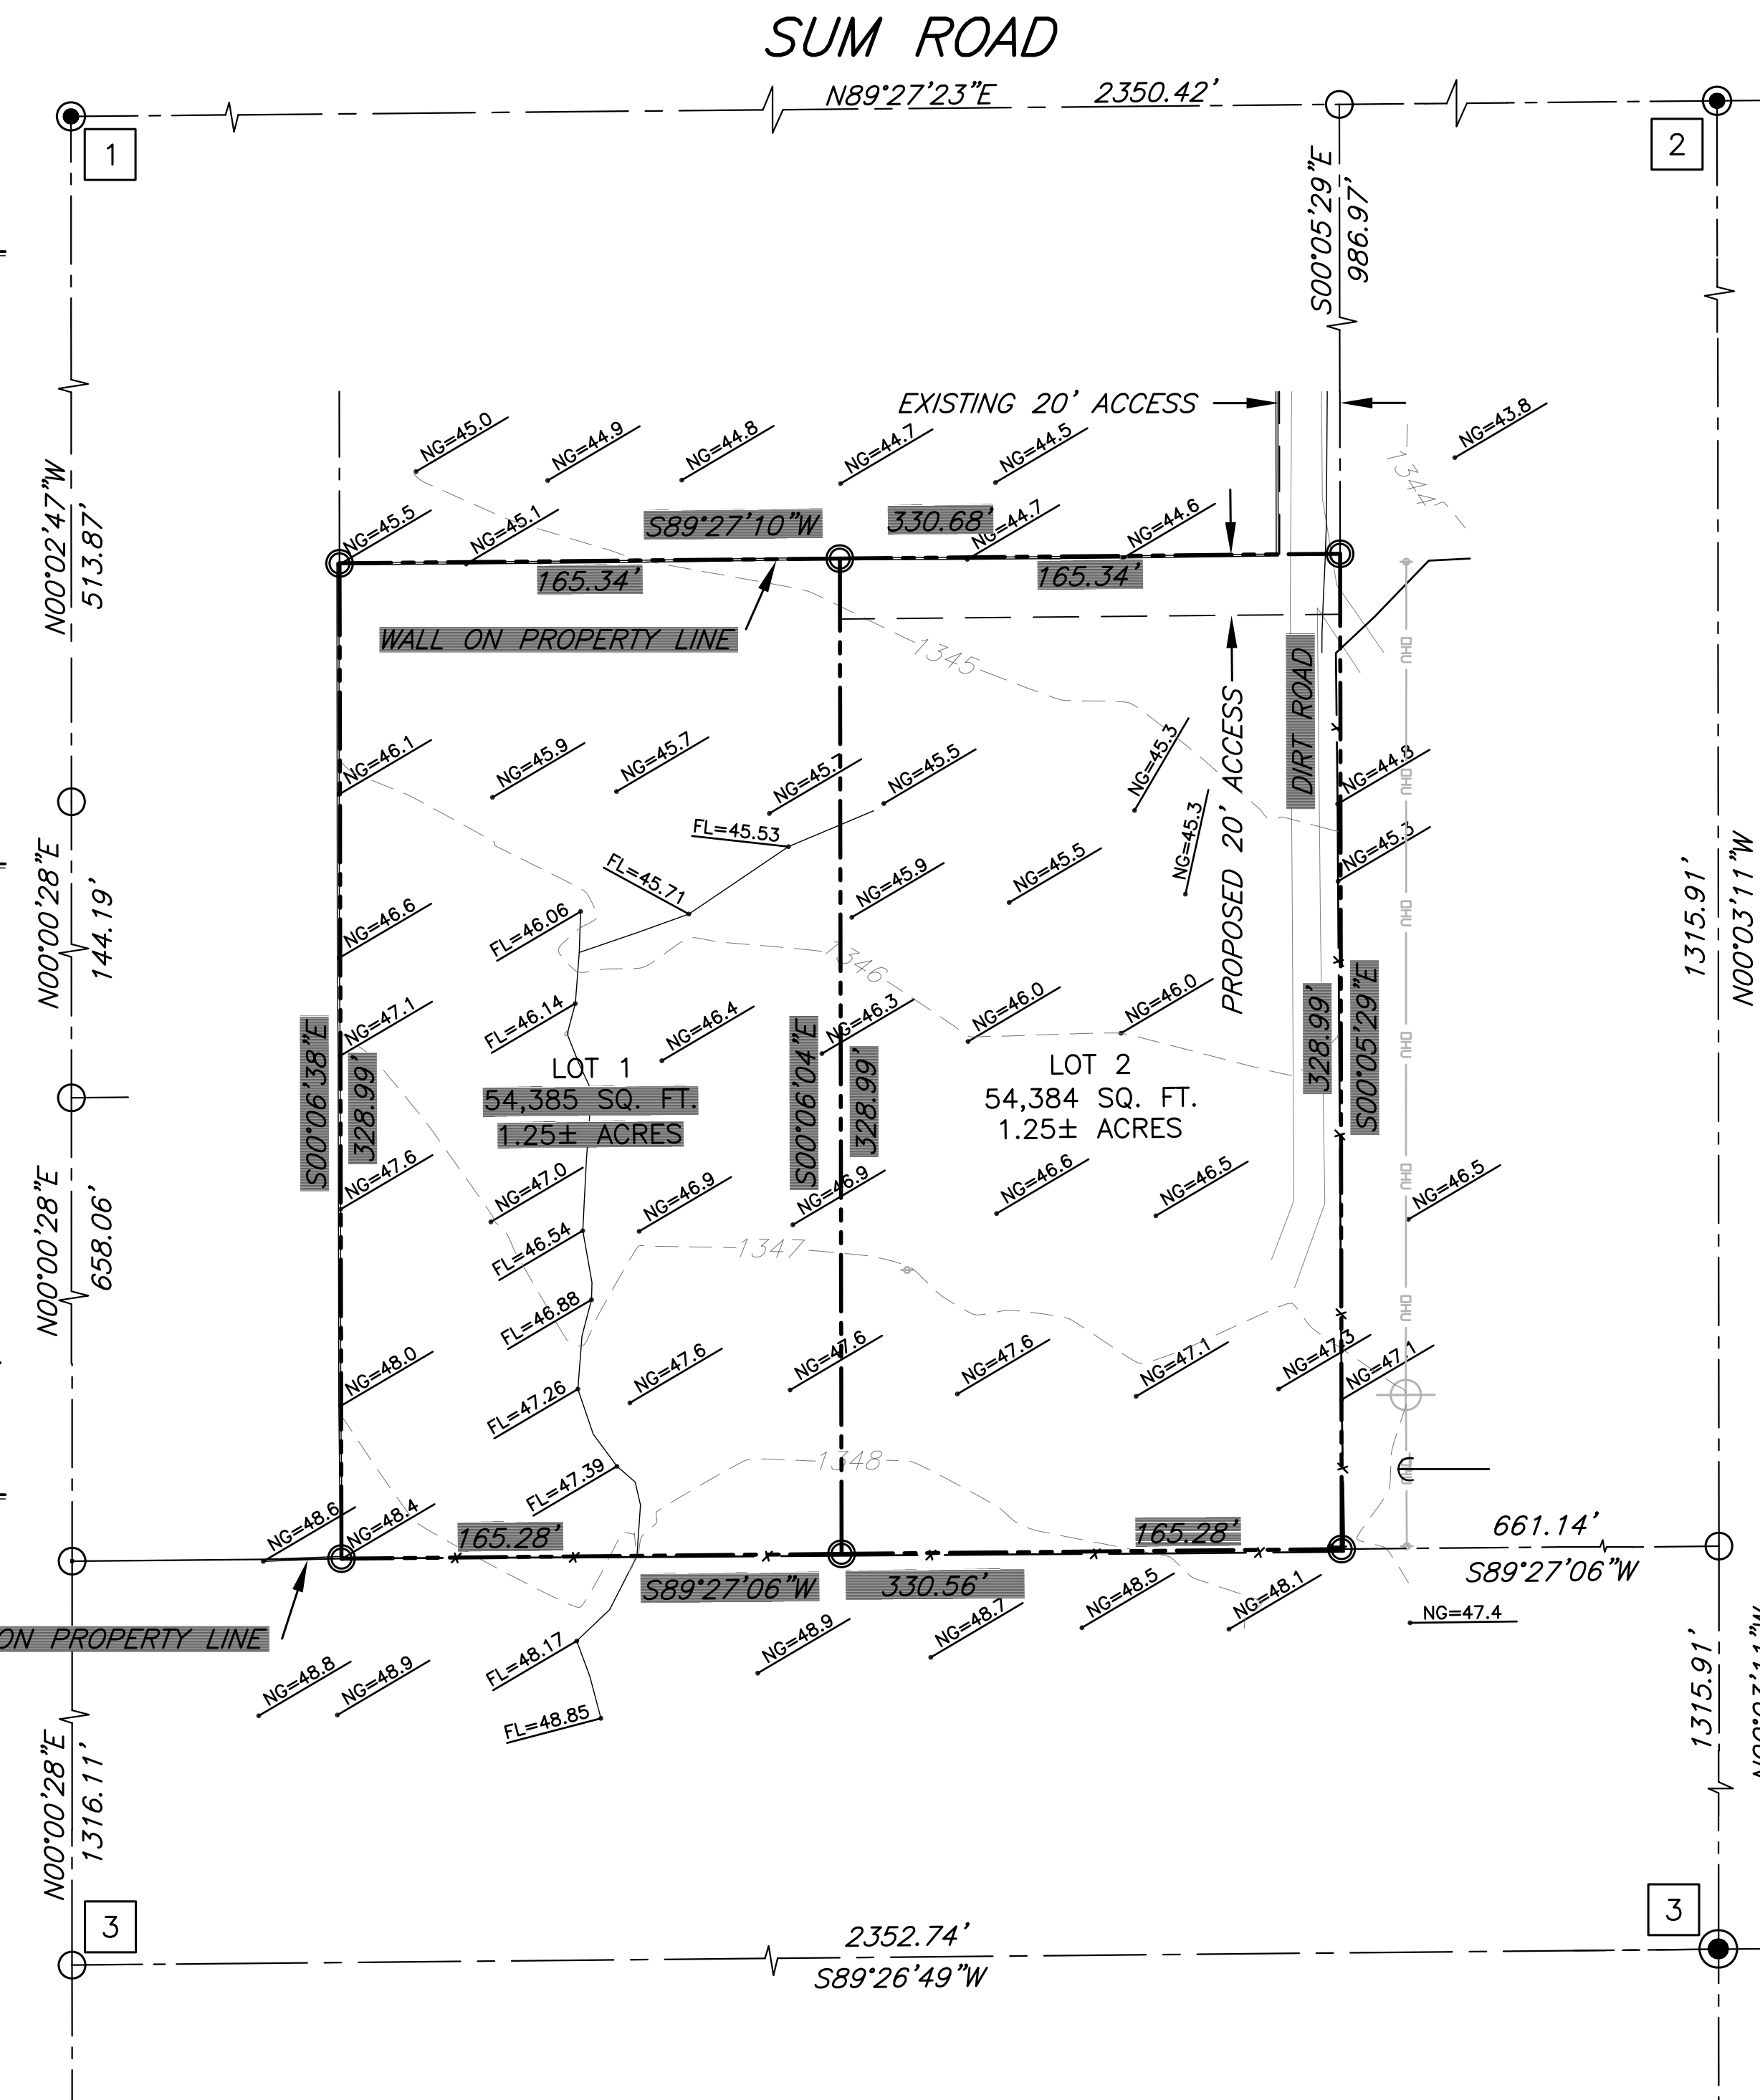 SUM ROAD
N89°27'23"E 2350.42'
1
2
S00°05'29"E
986.97'
EXISTING 20' ACCESS
NG=45.0
NG=44.9
NG=44.8
NG=44.7
NG=44.5
NG=43.8
1344
N00°02'47"W
513.87'
NG=45.5
NG=45.1
S89°27'10"W 330.68'
NG=44.7
NG=44.6
165.34'
165.34'
WALL ON PROPERTY LINE
1345
DIRT ROAD
PROPOSED 20' ACCESS
OHU
NG=46.1
NG=45.9
NG=45.7
NG=45.7
NG=45.5
NG=45.3
NG=44.8
OHU
FL=45.53
NG=45.3
NG=45.3
FL=45.71
NG=45.9
NG=45.5
OHU
N00°00'28"E
144.19'
1315.91'
N00°03'11"W
NG=46.6
FL=46.06
1346
NG=47.1
FL=46.14
NG=46.4
NG=46.3
NG=46.0
NG=46.0
OHU
S00°06'38"E
328.99'
S00°06'04"E
328.99'
328.99'
S00°05'29"E
LOT 1
54,385 SQ. FT.
1.25± ACRES
LOT 2
54,384 SQ. FT.
1.25± ACRES
N00°00'28"E
658.06'
NG=47.6
NG=47.0
NG=46.9
NG=46.9
NG=46.6
NG=46.5
NG=46.5
OHU
FL=46.54
1347
FL=46.88
OHU
NG=48.0
NG=47.6
NG=47.6
NG=47.6
NG=47.1
NG=47.3
NG=47.1
FL=47.26
1348
FL=47.39
OHU
NG=48.6
NG=48.4
165.28'
165.28'
661.14'
S89°27'06"W
S89°27'06"W 330.56'
NG=48.5
NG=48.1
NG=47.4
ON PROPERTY LINE
FL=48.17
NG=48.9
NG=48.7
NG=48.8
NG=48.9
FL=48.85
1315.91'
N00°03'11"W
N00°00'28"E
1316.11'
3
3
2352.74'
S89°26'49"W